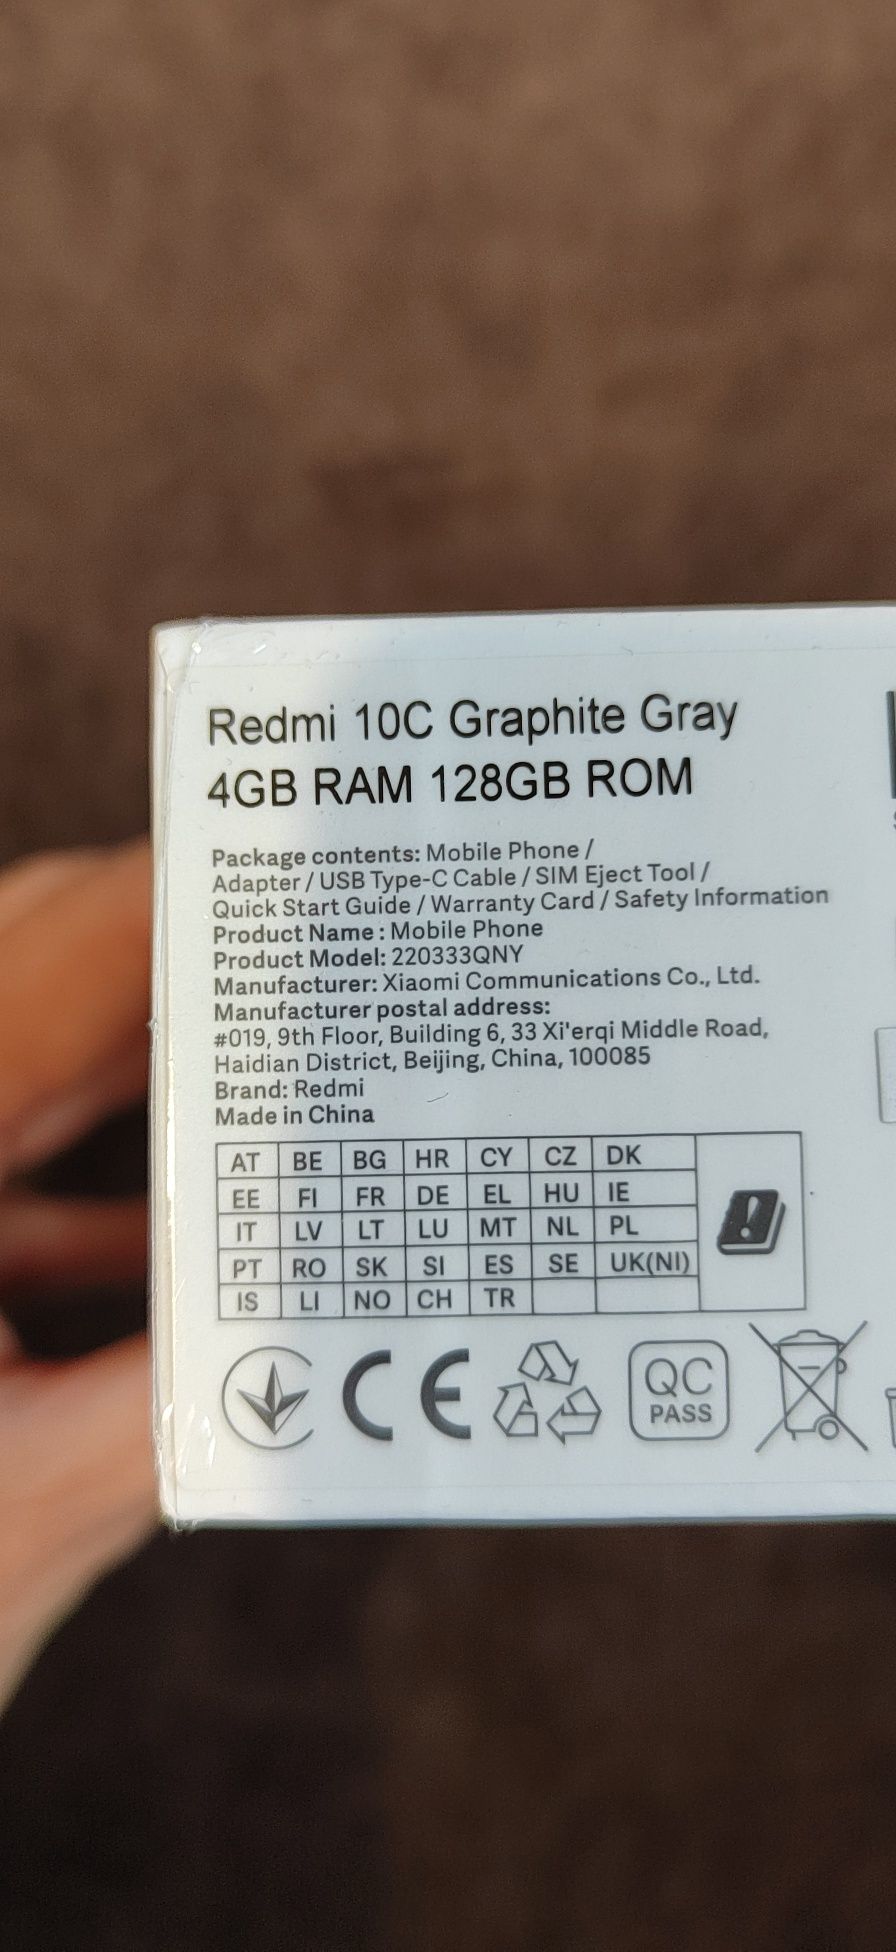 Redmi 10C Graphite Gray
4GB RAM 128GB ROM
Package contents: Mobile Phone /
Adapter / USB Type-C Cable / SIM Eject Tool /
Quick Start Guide / Warranty Card / Safety Information
Product Name : Mobile Phone
Product Model: 220333QNY
Manufacturer: Xiaomi Communications Co., Ltd.
Manufacturer postal address:
#019, 9th Floor, Building 6, 33 Xi'erqi Middle Road,
Haidian District, Beijing, China, 100085
Brand: Redmi
Made in China
AT BE BG HR CY CZ DK
EE FI FR DE EL HU IE
IT LV LT LU MT NL PL
PT RO SK SI ES SE UK(NI)
IS LI NO CH TR
CE QC
PASS